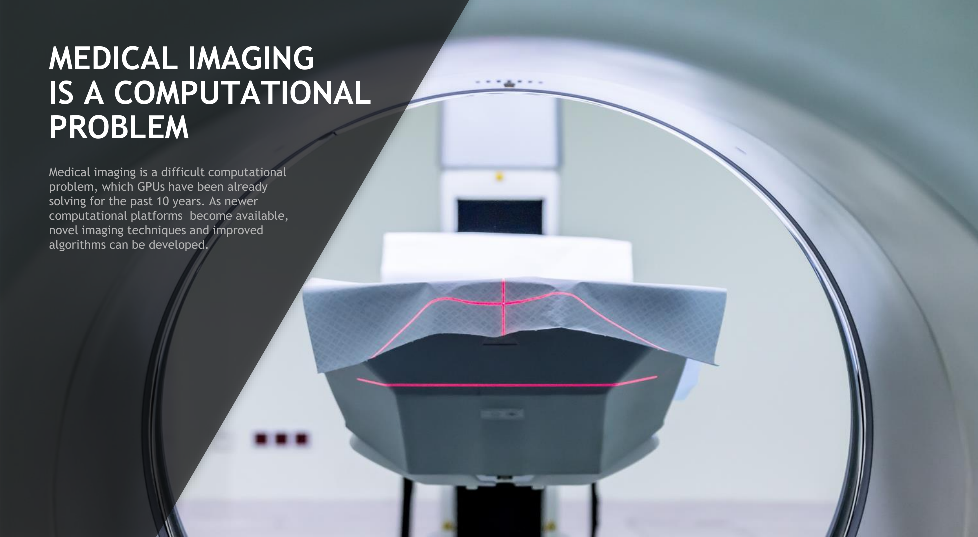 MEDICAL IMAGING
IS A COMPUTATIONAL
PROBLEM
Medical imaging is a difficult computational
problem, which GPUs have been already
solving for the past 10 years. As newer
computational platforms  become available,
novel imaging techniques and improved
algorithms can be developed.